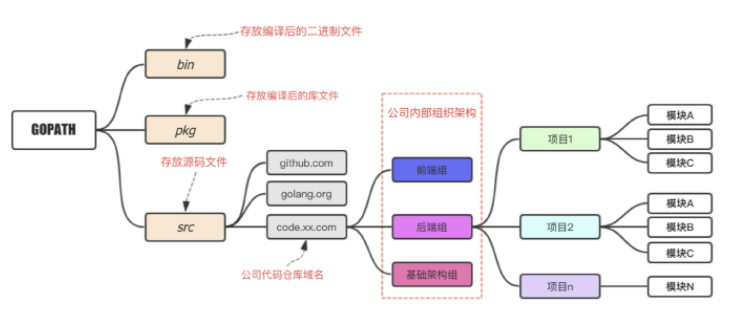 存放编译后的二进制文件
bin
存放编译后的库文件
公司内部组织架构
模块A
GOPATH
pkg
项目1
模块B
存放源码文件
github.com
前端组
模块C
golang.org
模块A
src
code.xx.com
后端组
项目2
模块B
模块C
公司代码仓库域名
基础架构组
项目n
模块N